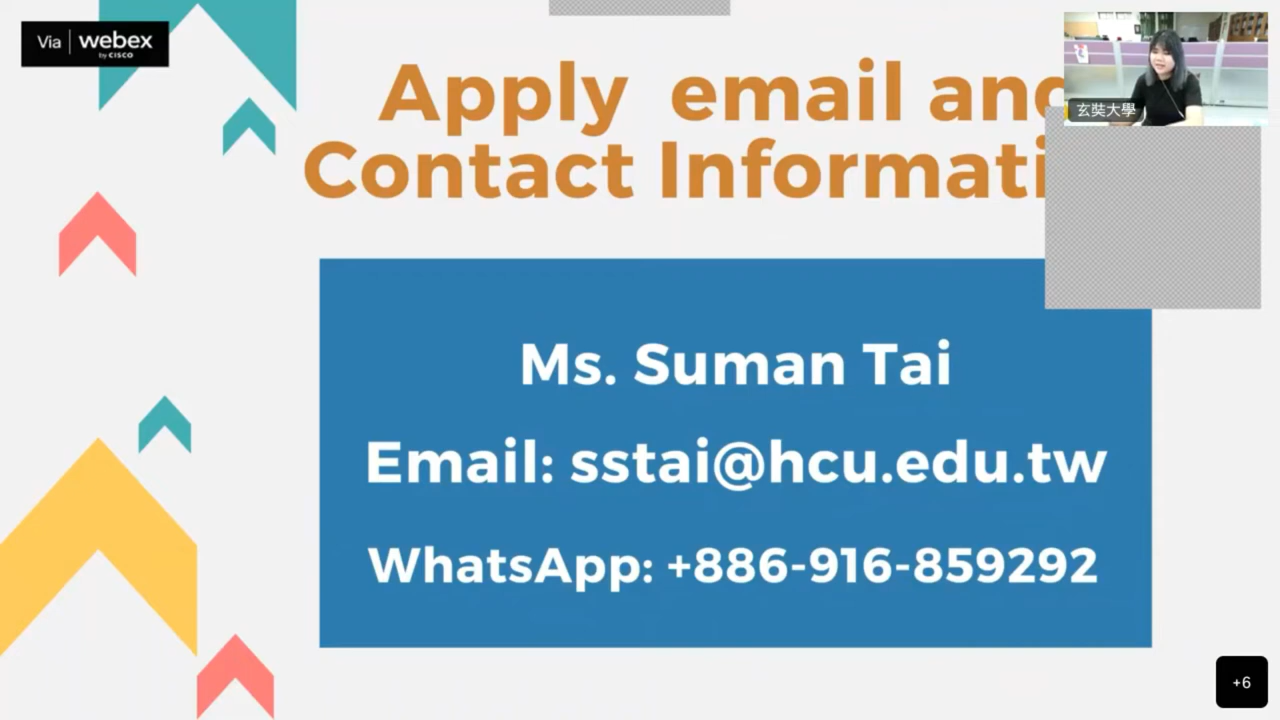 Via webex
by CISCO
Apply email and
Contact Informati
玄奘大學
Ms. Suman Tai
Email: sstai@hcu.edu.tw
WhatsApp: +886-916-859292
+6